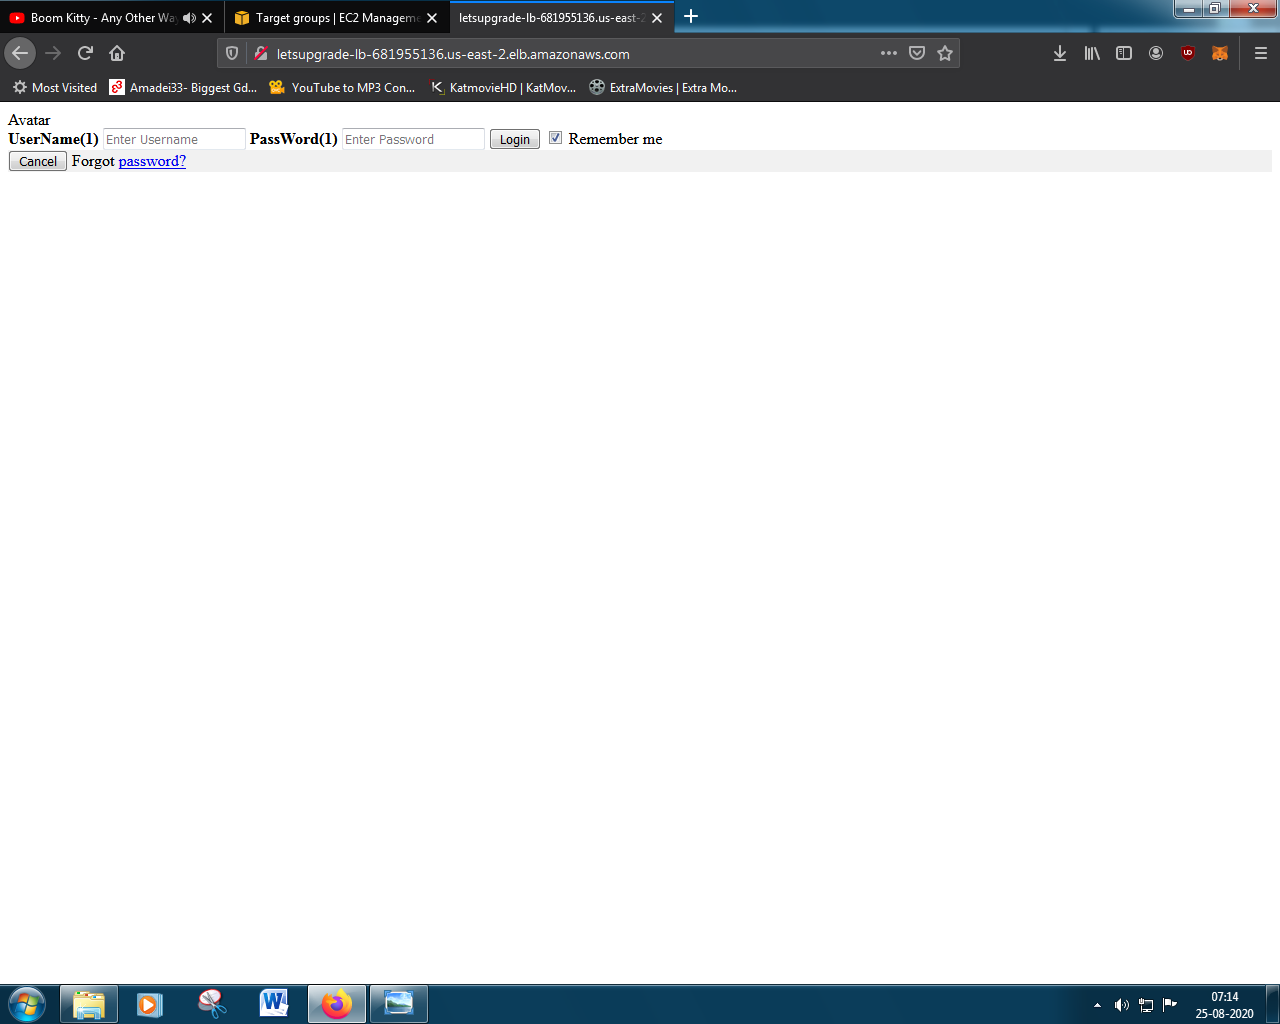 Boom Kitty - Any Other Way
Target groups | EC2 Manageme
letsupgrade-lb-681955136.us-east-2
letsupgrade-lb-681955136.us-east-2.elb.amazonaws.com
Most Visited
Amadei33- Biggest Gd...
YouTube to MP3 Con...
KatmovieHD | KatMov...
ExtraMovies | Extra Mo...
Avatar
UserName(1) Enter Username PassWord(1) Enter Password Login Remember me
Cancel Forgot password?
07:14
25-08-2020